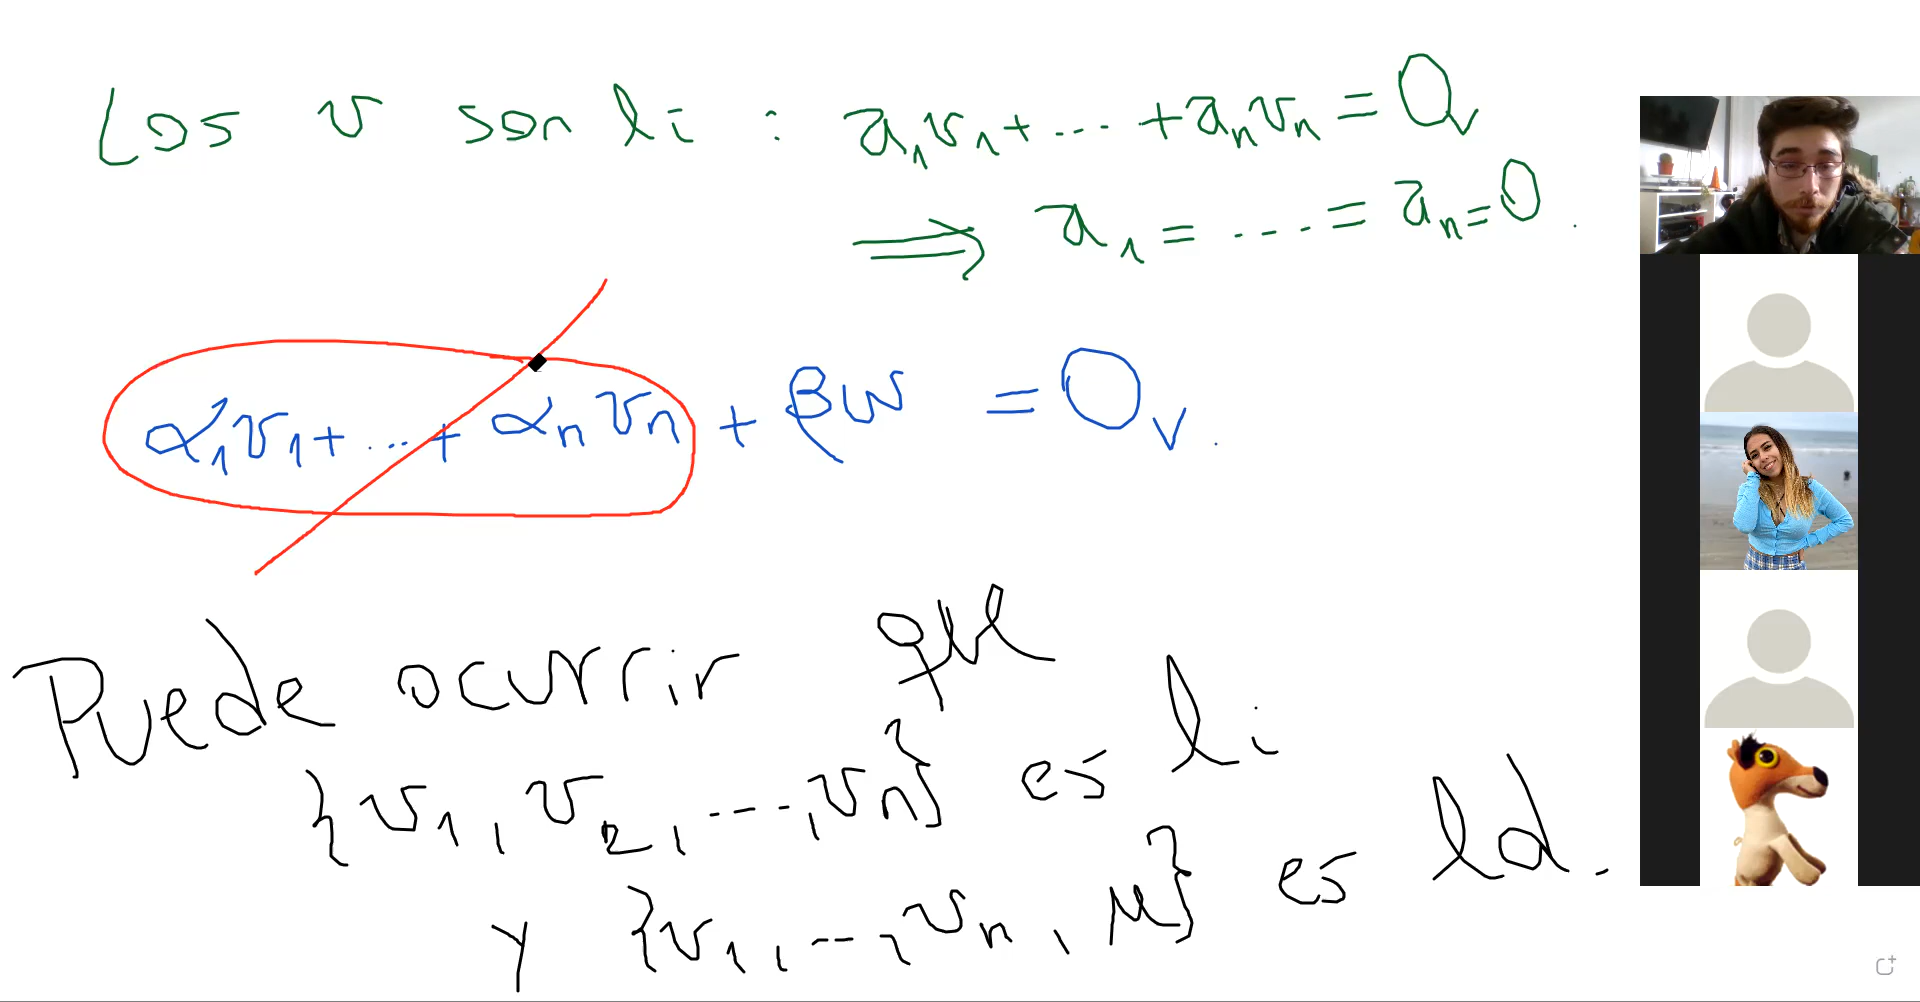 Los v son li : a₁v₁ + ... + aₙvₙ = 0ᵥ
⟹ a₁ = .... = aₙ = 0.
α₁v₁ + ... + αₙvₙ + βw = 0ᵥ.
Puede ocurrir que
{v₁, v₂, ..., vₙ} es li
y {v₁, ..., vₙ, u} es ld.